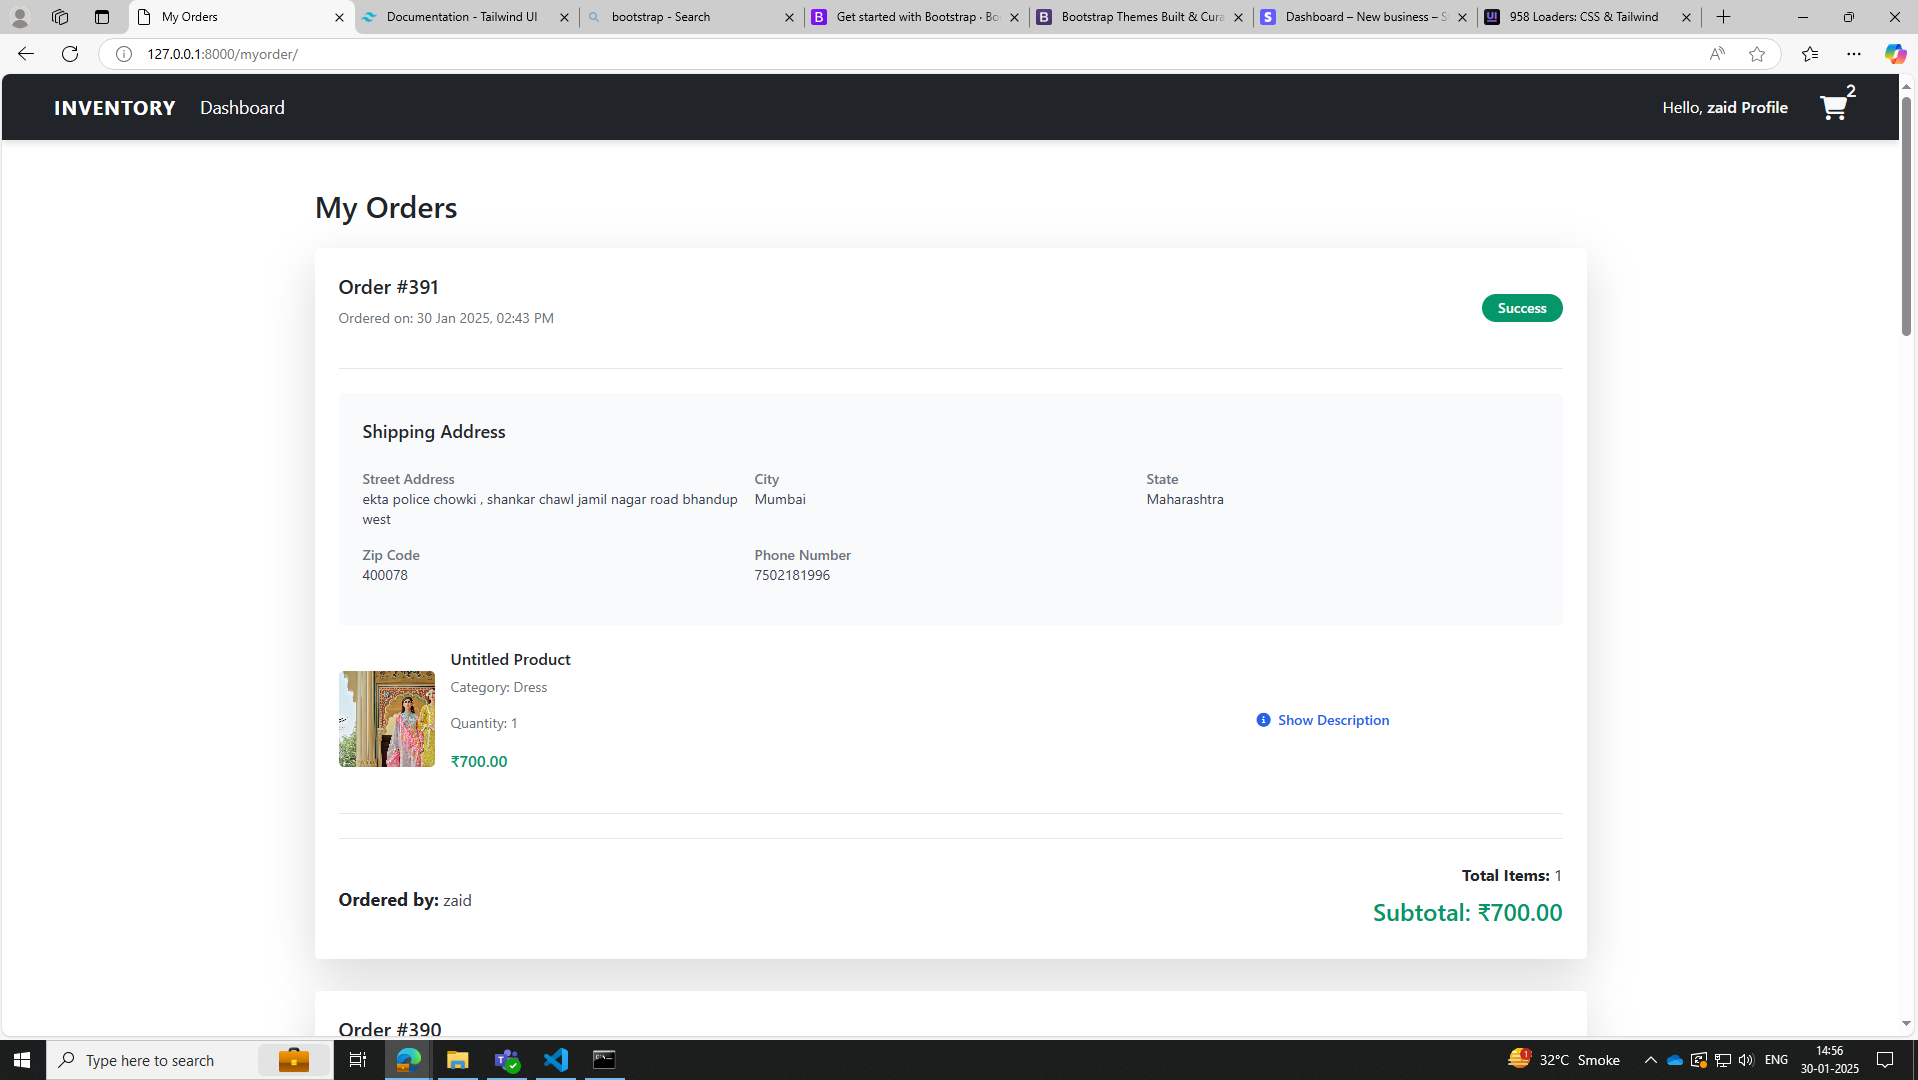 My Orders
Documentation - Tailwind UI
bootstrap - Search
Get started with Bootstrap · Bo
Bootstrap Themes Built & Cura
Dashboard – New business – S
958 Loaders: CSS & Tailwind
127.0.0.1:8000/myorder/
INVENTORY
Dashboard
Hello, zaid Profile
2
My Orders
Order #391
Ordered on: 30 Jan 2025, 02:43 PM
Success
Shipping Address
Street Address
ekta police chowki , shankar chawl jamil nagar road bhandup
west
City
Mumbai
State
Maharashtra
Zip Code
400078
Phone Number
7502181996
Untitled Product
Category: Dress
Quantity: 1
₹700.00
Show Description
Total Items: 1
Ordered by: zaid
Subtotal: ₹700.00
Order #390
Type here to search
1
32°C Smoke
ENG
14:56
30-01-2025